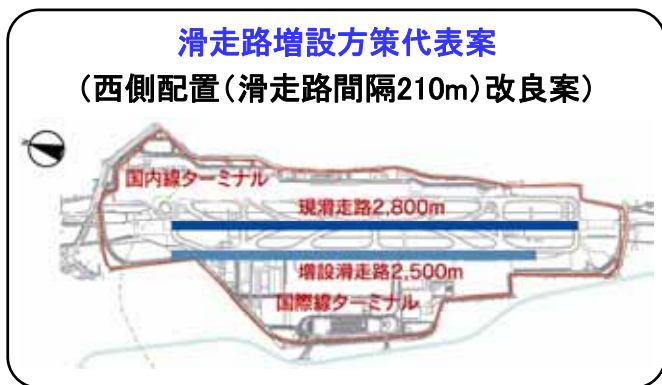 滑走路増設方策代表案
(西側配置(滑走路間隔210m)改良案)
国内線ターミナル
現滑走路2,800m
増設滑走路2,500m
国際線ターミナル